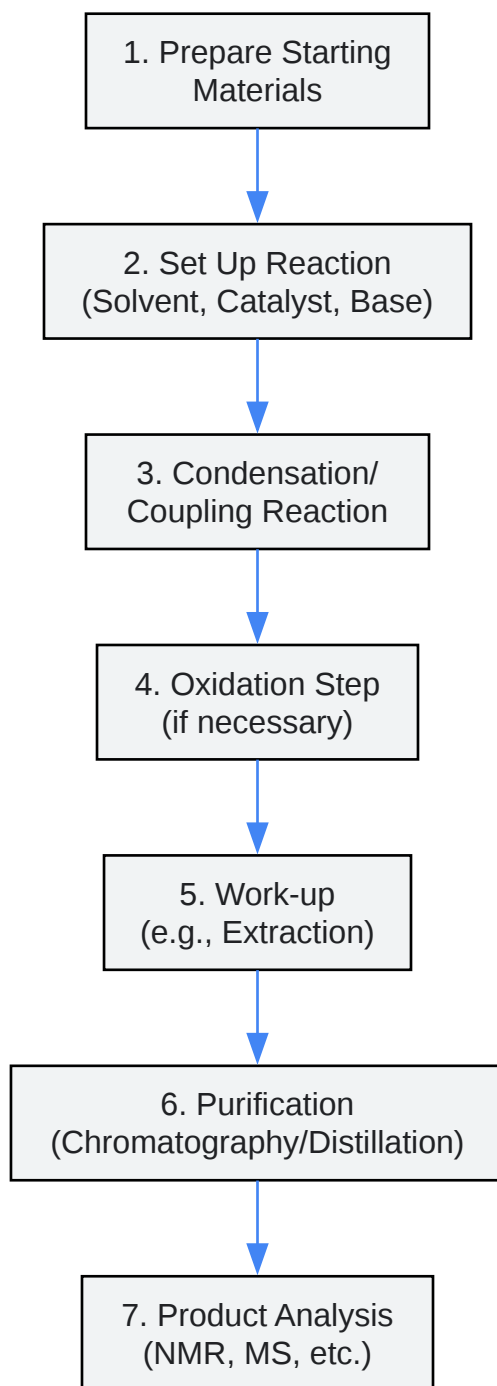 1. Prepare Starting
Materials
2. Set Up Reaction
(Solvent, Catalyst, Base)
3. Condensation/
Coupling Reaction
4. Oxidation Step
(if necessary)
5. Work-up
(e.g., Extraction)
6. Purification
(Chromatography/Distillation)
7. Product Analysis
(NMR, MS, etc.)